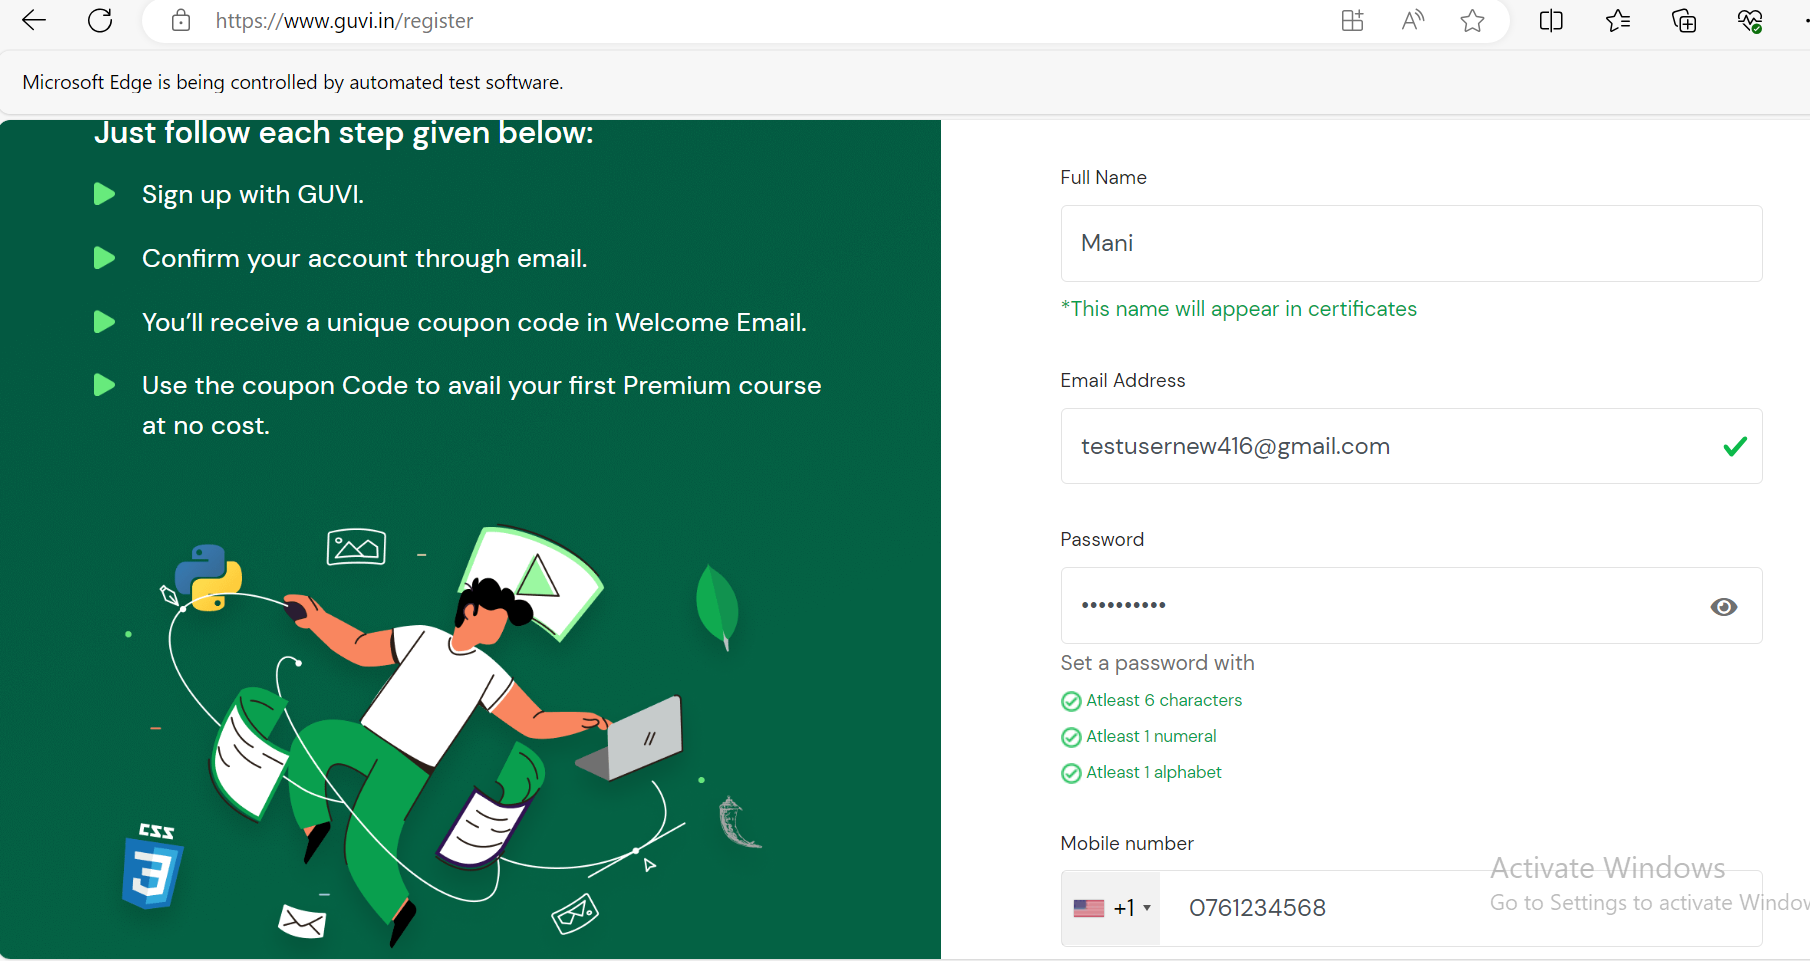 https://www.guvi.in/register
Microsoft Edge is being controlled by automated test software.
Just follow each step given below:
Sign up with GUVI.
Confirm your account through email.
You’ll receive a unique coupon code in Welcome Email.
Use the coupon Code to avail your first Premium course
at no cost.
CSS
3
//
Full Name
Mani
*This name will appear in certificates
Email Address
testusernew416@gmail.com
Password
••••••••••
Set a password with
Atleast 6 characters
Atleast 1 numeral
Atleast 1 alphabet
Mobile number
+1 0761234568
Activate Windows
Go to Settings to activate Window